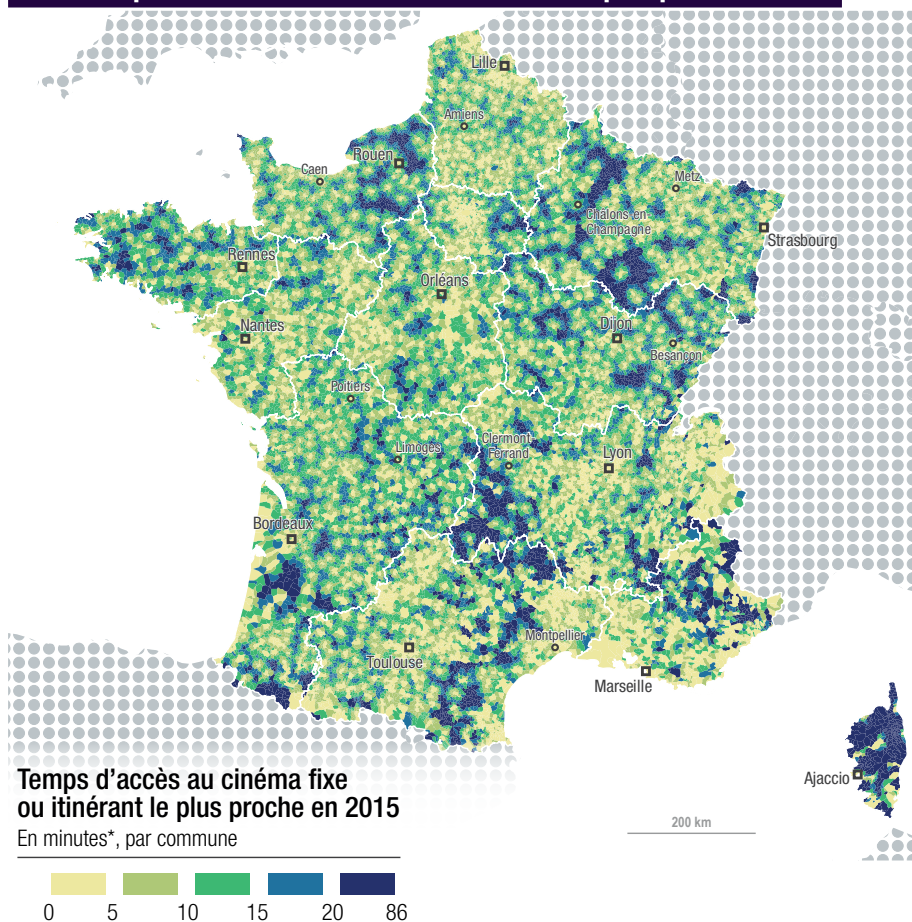 Lille
Amiens
Rouen
Caen
Metz
Châlons en
Champagne
Strasbourg
Rennes
Orléans
Nantes
Dijon
Besançon
Poitiers
Limoges
Clermont
Ferrand
Lyon
Bordeaux
Montpellier
Toulouse
Marseille
Ajaccio
Temps d'accès au cinéma fixe
ou itinérant le plus proche en 2015
En minutes*, par commune
200 km
0 5 10 15 20 86